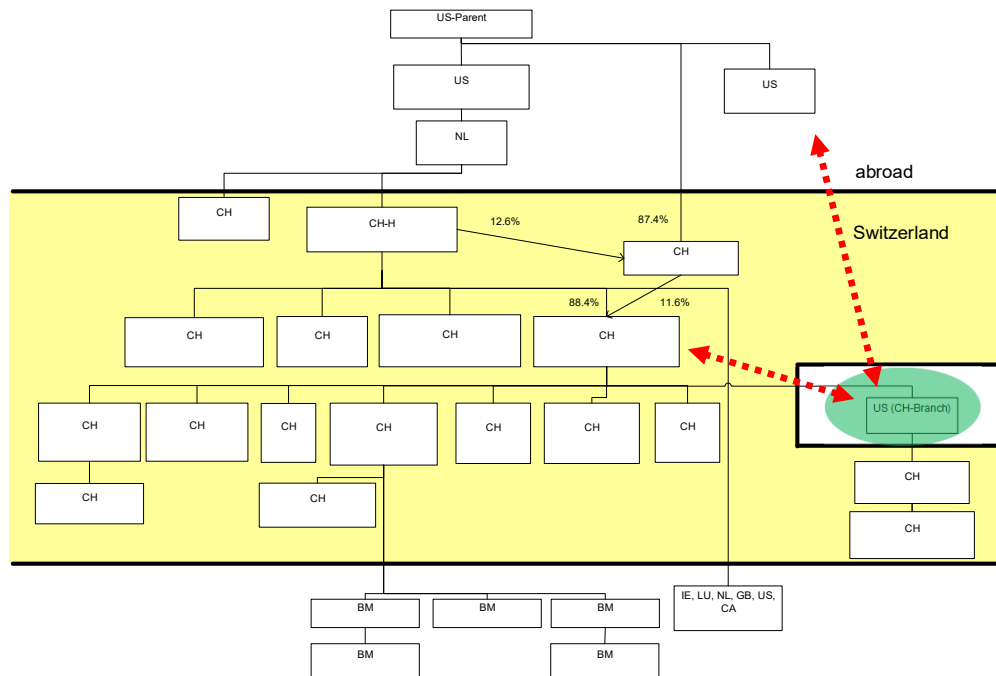 US-Parent
US
US
NL
abroad
CH
CH-H
12.6%
87.4%
Switzerland
CH
88.4%
11.6%
CH
CH
CH
CH
US (CH-Branch)
CH
CH
CH
CH
CH
CH
CH
CH
CH
CH
CH
IE, LU, NL, GB, US,
CA
BM
BM
BM
BM
BM